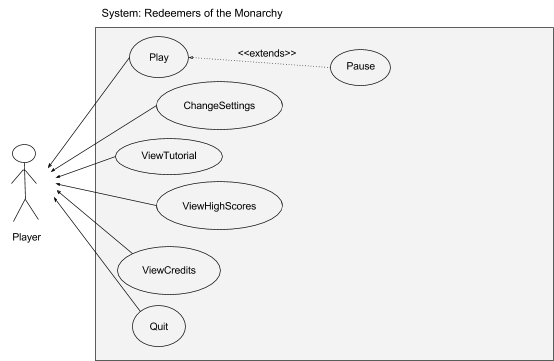 System: Redeemers of the Monarchy
Play
<<extends>>
Pause
ChangeSettings
ViewTutorial
ViewHighScores
Player
ViewCredits
Quit